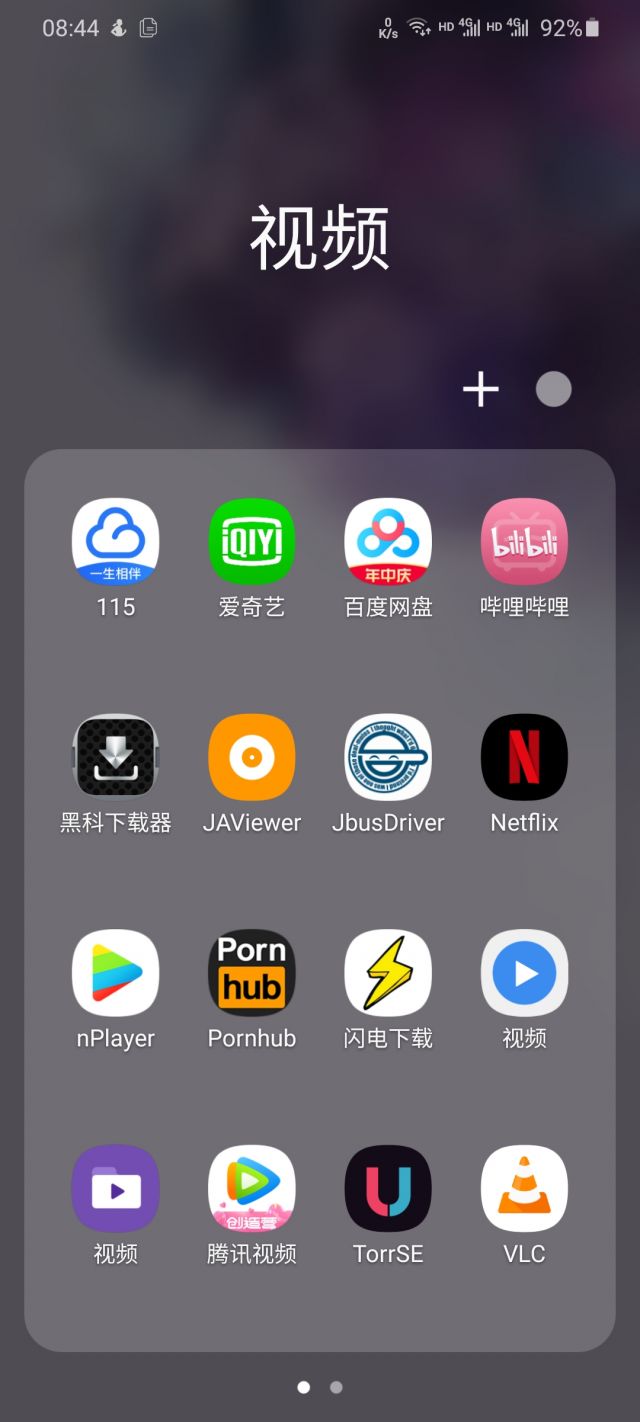 08:44
0
K/s
HD 4G HD 4G 92%
视频
一生相伴
iQIYI
年中庆
bilibili
115
爱奇艺
百度网盘
哔哩哔哩
黑科下载器
JAViewer
JbusDriver
Netflix
Porn
hub
nPlayer
Pornhub
闪电下载
视频
创造营
视频
腾讯视频
TorrSE
VLC